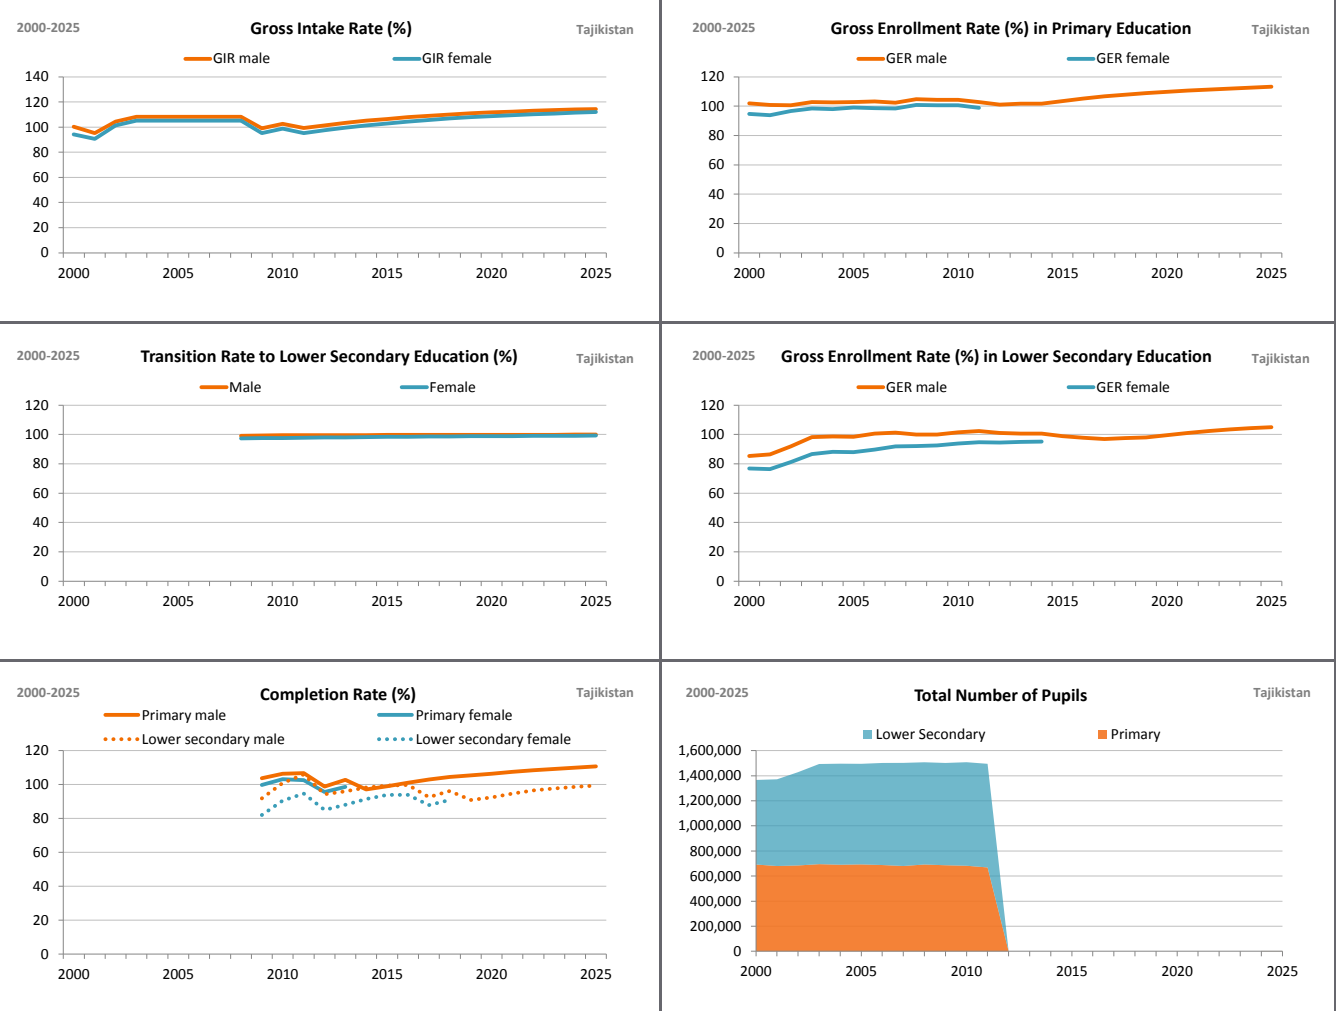 2000-2025 Gross Intake Rate (%) Tajikistan
GIR male GIR female
140
120
100
80
60
40
20
0
2000 2005 2010 2015 2020 2025
2000-2025 Gross Enrollment Rate (%) in Primary Education Tajikistan
GER male GER female
120
100
80
60
40
20
0
2000 2005 2010 2015 2020 2025
2000-2025 Transition Rate to Lower Secondary Education (%) Tajikistan
Male Female
120
100
80
60
40
20
0
2000 2005 2010 2015 2020 2025
2000-2025 Gross Enrollment Rate (%) in Lower Secondary Education Tajikistan
GER male GER female
120
100
80
60
40
20
0
2000 2005 2010 2015 2020 2025
2000-2025 Completion Rate (%) Tajikistan
Primary male Primary female
Lower secondary male Lower secondary female
120
100
80
60
40
20
0
2000 2005 2010 2015 2020 2025
2000-2025 Total Number of Pupils Tajikistan
Lower Secondary Primary
1,600,000
1,400,000
1,200,000
1,000,000
800,000
600,000
400,000
200,000
0
2000 2005 2010 2015 2020 2025